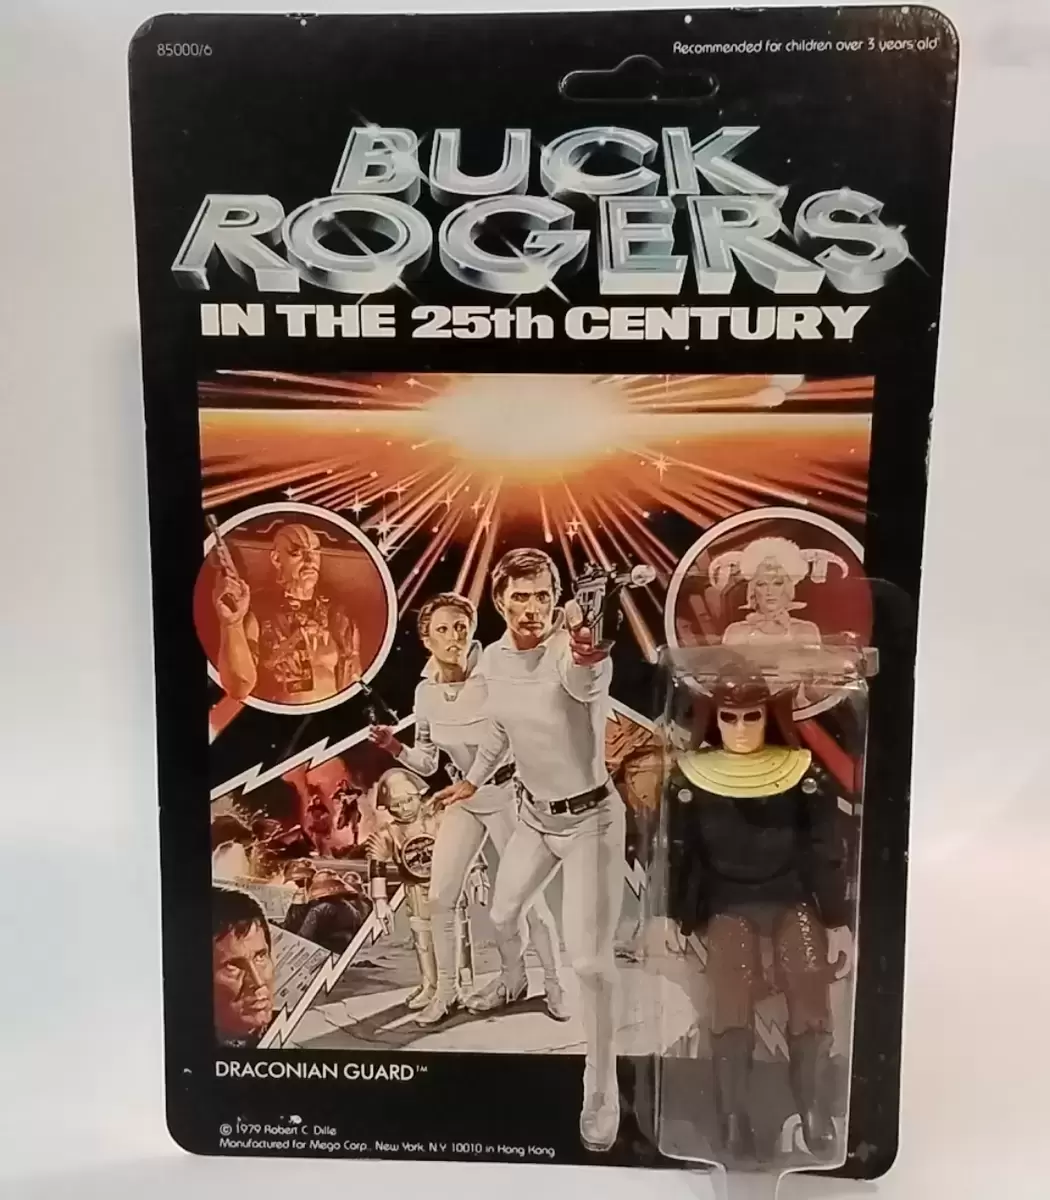 85000/6
Recommended for children over 3 years old
BUCK
ROGERS
IN THE 25th CENTURY
DRACONIAN GUARD™
© 1979 Robert C Dille
Manufactured for Mego Corp., New York, N.Y 10010 in Hong Kong